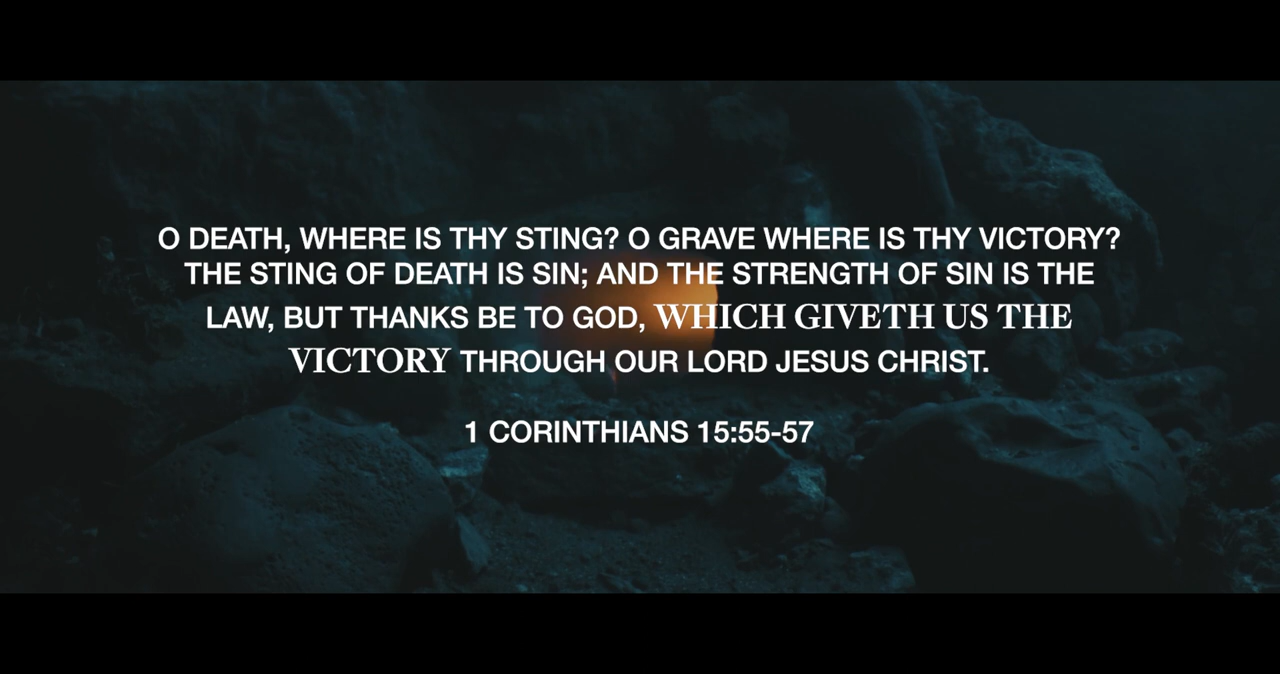 O DEATH, WHERE IS THY STING? O GRAVE WHERE IS THY VICTORY?
THE STING OF DEATH IS SIN; AND THE STRENGTH OF SIN IS THE
LAW, BUT THANKS BE TO GOD, WHICH GIVETH US THE
VICTORY THROUGH OUR LORD JESUS CHRIST.
1 CORINTHIANS 15:55-57